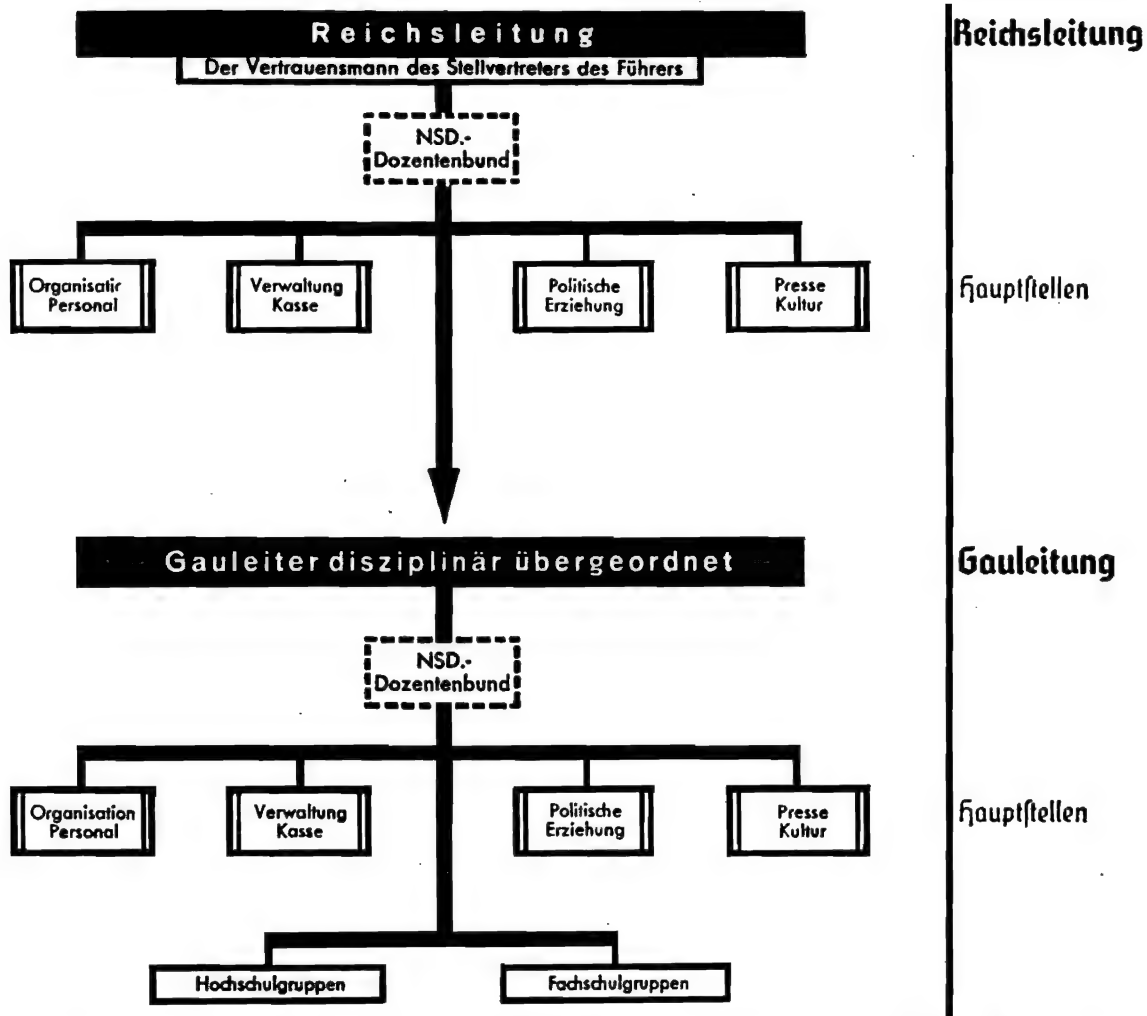 Reichsleitung
Reichsleitung
Der Vertrauensmann des Stellvertreters des Führers
NSD.-
Dozentenbund
Organisatir
Personal
Verwaltung
Kasse
Politische
Erziehung
Presse
Kultur
Hauptſtellen
Gauleiter disziplinär übergeordnet
Gauleitung
NSD.-
Dozentenbund
Organisation
Personal
Verwaltung
Kasse
Politische
Erziehung
Presse
Kultur
Hauptſtellen
Hochschulgruppen
Fachschulgruppen